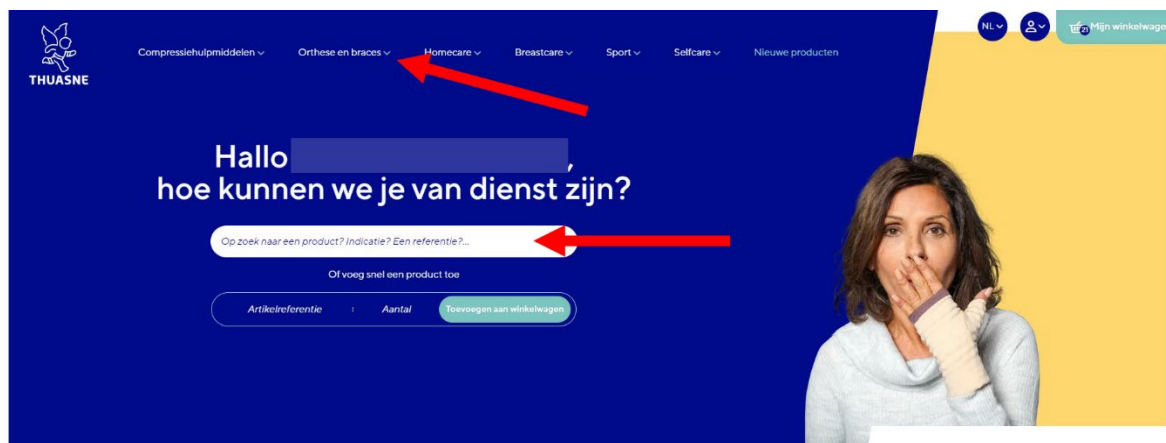 NL
21 Mijn winkelwage
Compressiehulpmiddelen Orthese en braces Homecare Breastcare Sport Selfcare Nieuwe producten
THUASNE
Hallo ,
hoe kunnen we je van dienst zijn?
Op zoek naar een product? Indicatie? Een referentie?...
Of voeg snel een product toe
Artikelreferentie Aantal Toevoegen aan winkelwagen